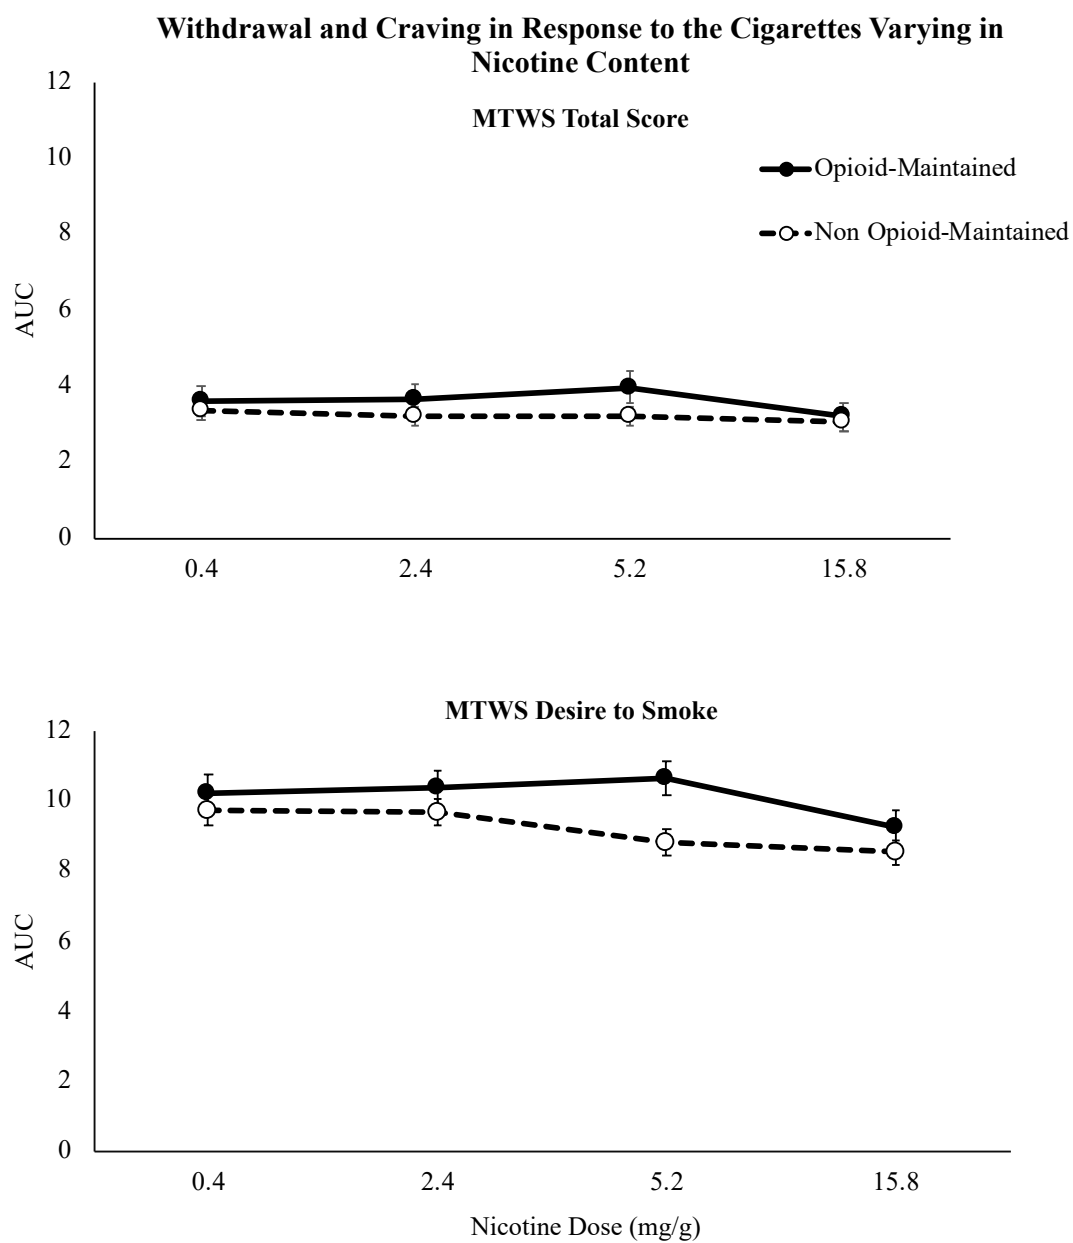 Withdrawal and Craving in Response to the Cigarettes Varying in
Nicotine Content
MTWS Total Score
12
10
8
6
4
2
0
AUC
Opioid-Maintained
Non Opioid-Maintained
0.4
2.4
5.2
15.8
MTWS Desire to Smoke
12
10
8
6
4
2
0
AUC
0.4
2.4
5.2
15.8
Nicotine Dose (mg/g)